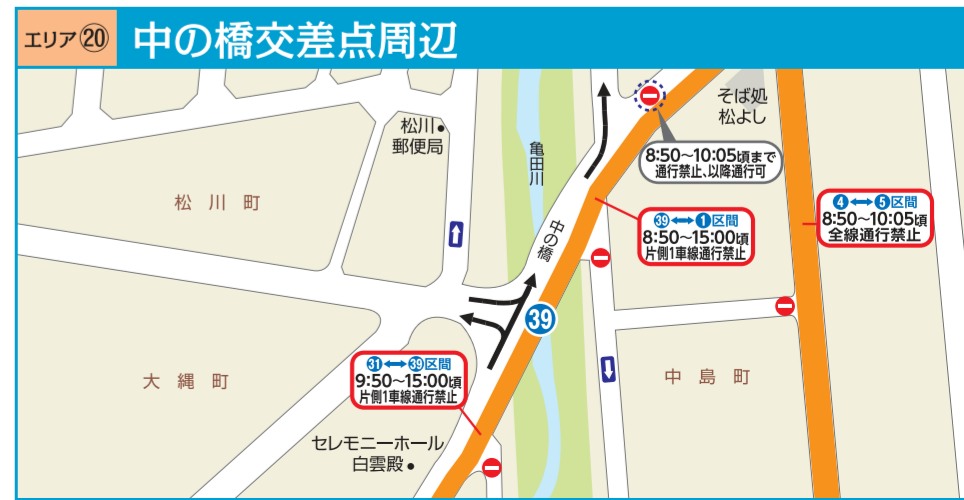 エリア⑳
中の橋交差点周辺
そば処
松よし
松川
郵便局
8:50~10:05頃まで
通行禁止、以降通行可
亀田川
松川町
❹↔❺区間
8:50~10:05頃
全線通行禁止
㊴↔❶区間
8:50~15:00頃
片側1車線通行禁止
中の橋
㊴
㉛↔㊴区間
9:50~15:00頃
片側1車線通行禁止
大縄町
中島町
セレモニーホール
白雲殿